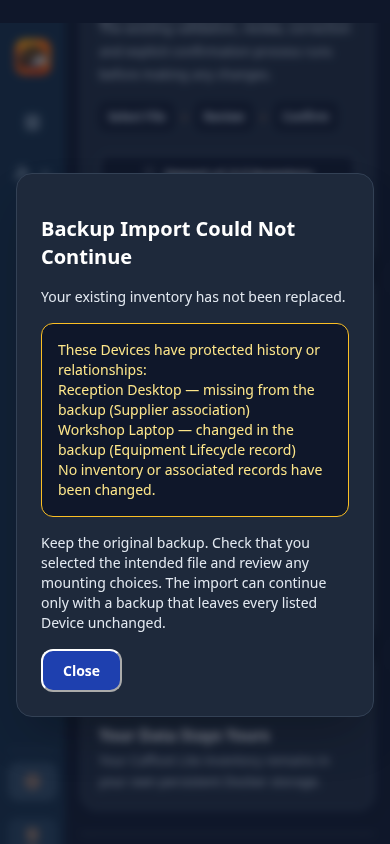 Select File
Review
Confirm
Backup Import Could Not
Continue
Your existing inventory has not been replaced.
These Devices have protected history or
relationships:
Reception Desktop — missing from the
backup (Supplier association)
Workshop Laptop — changed in the
backup (Equipment Lifecycle record)
No inventory or associated records have
been changed.
Keep the original backup. Check that you
selected the intended file and review any
mounting choices. The import can continue
only with a backup that leaves every listed
Device unchanged.
Close
Your Data Stays Yours